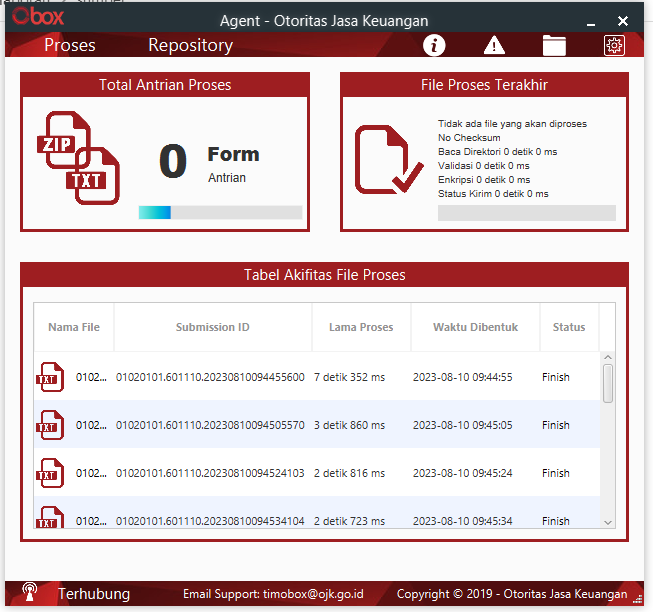 Obox
Agent - Otoritas Jasa Keuangan
Proses Repository
Total Antrian Proses
ZIP
TXT
0 Form
Antrian
File Proses Terakhir
Tidak ada file yang akan diproses
No Checksum
Baca Direktori 0 detik 0 ms
Validasi 0 detik 0 ms
Enkripsi 0 detik 0 ms
Status Kirim 0 detik 0 ms
Tabel Akifitas File Proses
Nama File Submission ID Lama Proses Waktu Dibentuk Status
TXT 0102... 01020101.601110.20230810094455600 7 detik 352 ms 2023-08-10 09:44:55 Finish
TXT 0102... 01020101.601110.20230810094505570 3 detik 860 ms 2023-08-10 09:45:05 Finish
TXT 0102... 01020101.601110.20230810094524103 2 detik 816 ms 2023-08-10 09:45:24 Finish
TXT 0102... 01020101.601110.20230810094534104 2 detik 723 ms 2023-08-10 09:45:34 Finish
Terhubung Email Support: timobox@ojk.go.id Copyright © 2019 - Otoritas Jasa Keuangan